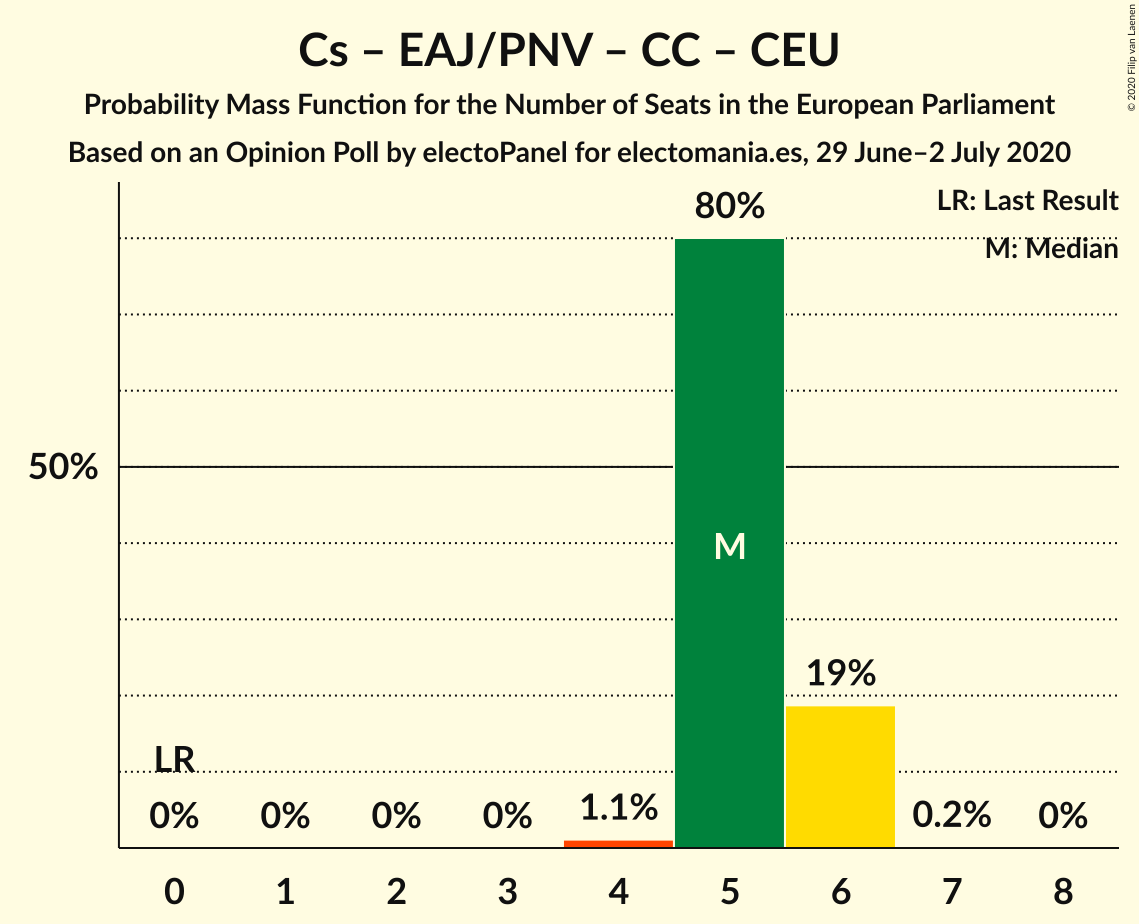 Cs – EAJ/PNV – CC – CEU
Probability Mass Function for the Number of Seats in the European Parliament
Based on an Opinion Poll by electoPanel for electomania.es, 29 June–2 July 2020
© 2020 Filip van Laenen
LR: Last Result
M: Median
80%
50%
M
19%
LR
0% 0% 0% 0% 1.1% 0.2% 0%
0 1 2 3 4 5 6 7 8